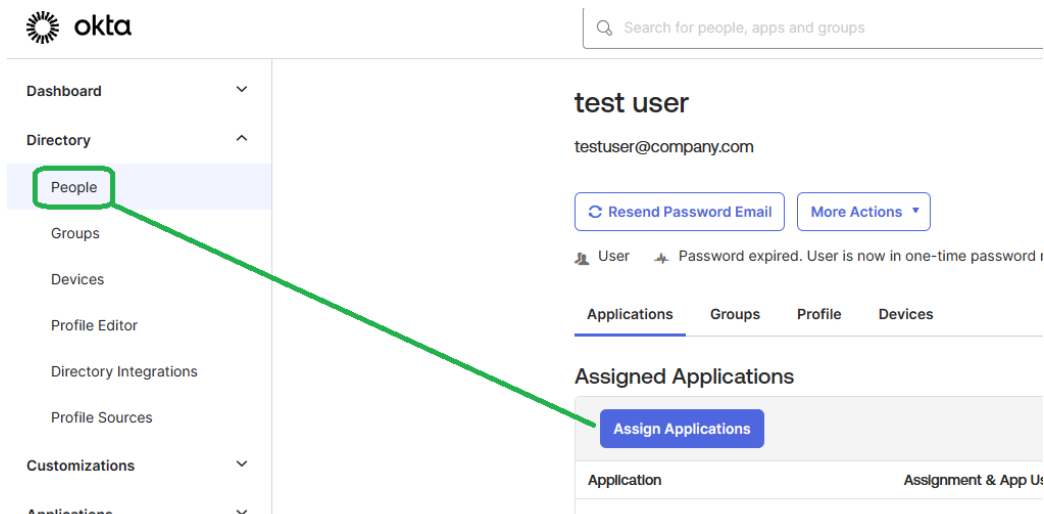 okta
Search for people, apps and groups
Dashboard
Directory
People
Groups
Devices
Profile Editor
Directory Integrations
Profile Sources
Customizations
Applications
test user
testuser@company.com
Resend Password Email More Actions
User Password expired. User is now in one-time password
Applications Groups Profile Devices
Assigned Applications
Assign Applications
Application Assignment & App